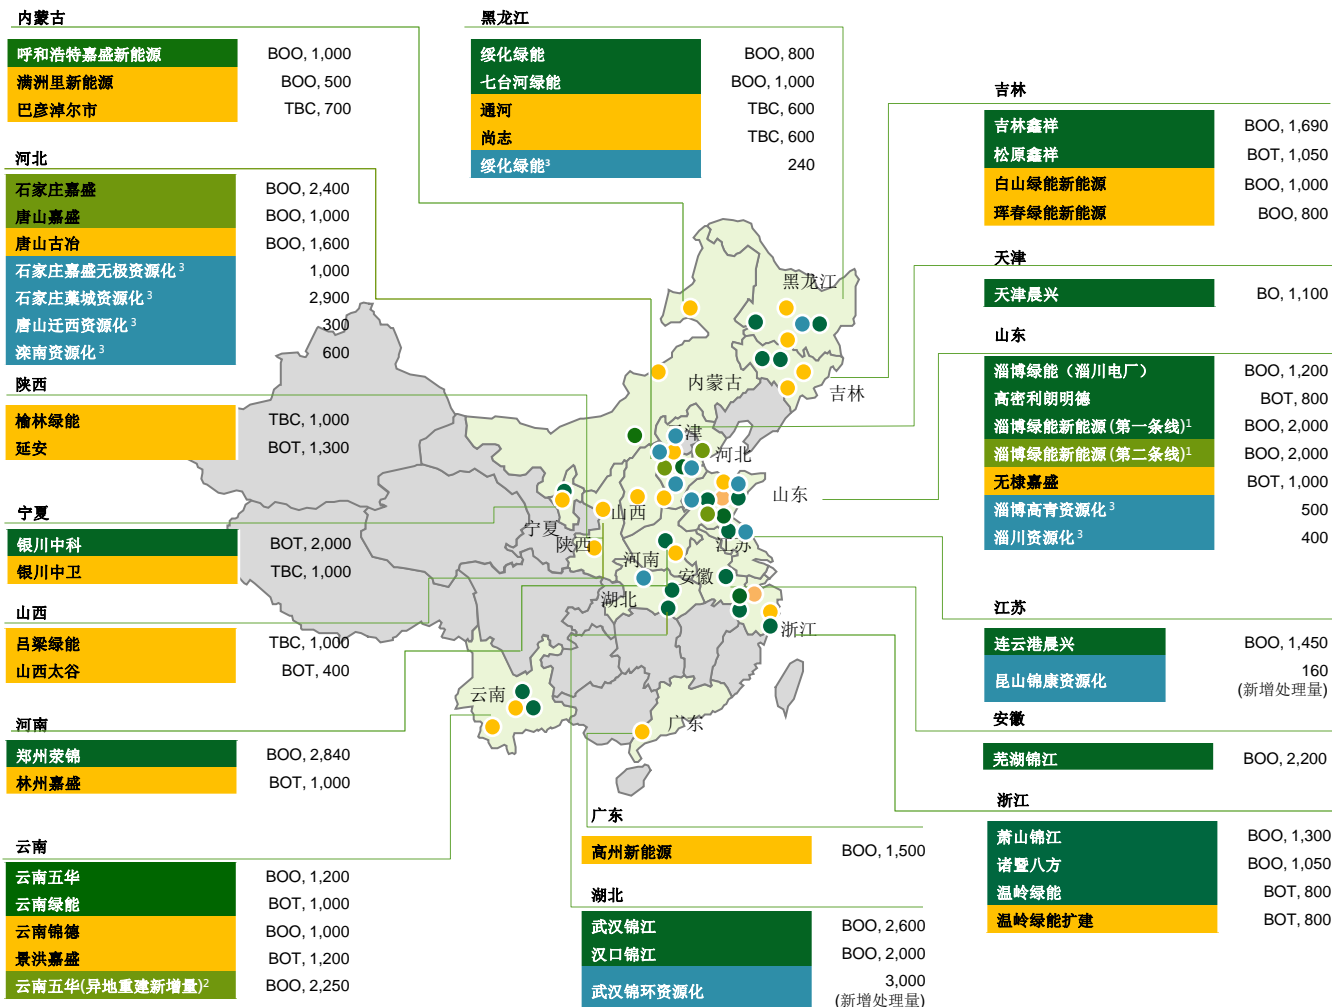 内蒙古
呼和浩特嘉盛新能源 BOO, 1,000
满洲里新能源 BOO, 500
巴彦淖尔市 TBC, 700
河北
石家庄嘉盛 BOO, 2,400
唐山嘉盛 BOO, 1,000
唐山古冶 BOO, 1,600
石家庄嘉盛无极资源化 3 1,000
石家庄藁城资源化 3 2,900
唐山迁西资源化 3 300
滦南资源化 3 600
陕西
榆林绿能 TBC, 1,000
延安 BOT, 1,300
宁夏
银川中科 BOT, 2,000
银川中卫 TBC, 1,000
山西
吕梁绿能 TBC, 1,000
山西太谷 BOT, 400
河南
郑州荥锦 BOO, 2,840
林州嘉盛 BOT, 1,000
云南
云南五华 BOO, 1,200
云南绿能 BOT, 1,000
云南锦德 BOO, 1,000
景洪嘉盛 BOT, 1,200
云南五华(异地重建新增量)2 BOO, 2,250
黑龙江
绥化绿能 BOO, 800
七台河绿能 BOO, 1,000
通河 TBC, 600
尚志 TBC, 600
绥化绿能3 240
黑龙江
内蒙古
吉林
天津
河北
山东
山西
宁夏
陕西
江苏
河南
安徽
湖北
浙江
云南
广东
广东
高州新能源 BOO, 1,500
湖北
武汉锦江 BOO, 2,600
汉口锦江 BOO, 2,000
武汉锦环资源化 3,000
(新增处理量)
吉林
吉林鑫祥 BOO, 1,690
松原鑫祥 BOT, 1,050
白山绿能新能源 BOO, 1,000
珲春绿能新能源 BOO, 800
天津
天津晨兴 BO, 1,100
山东
淄博绿能（淄川电厂） BOO, 1,200
高密利朗明德 BOT, 800
淄博绿能新能源(第一条线)1 BOO, 2,000
淄博绿能新能源(第二条线)1 BOO, 2,000
无棣嘉盛 BOT, 1,000
淄博高青资源化 3 500
淄川资源化 3 400
江苏
连云港晨兴 BOO, 1,450
昆山锦康资源化 160
(新增处理量)
安徽
芜湖锦江 BOO, 2,200
浙江
萧山锦江 BOO, 1,300
诸暨八方 BOO, 1,050
温岭绿能 BOT, 800
温岭绿能扩建 BOT, 800